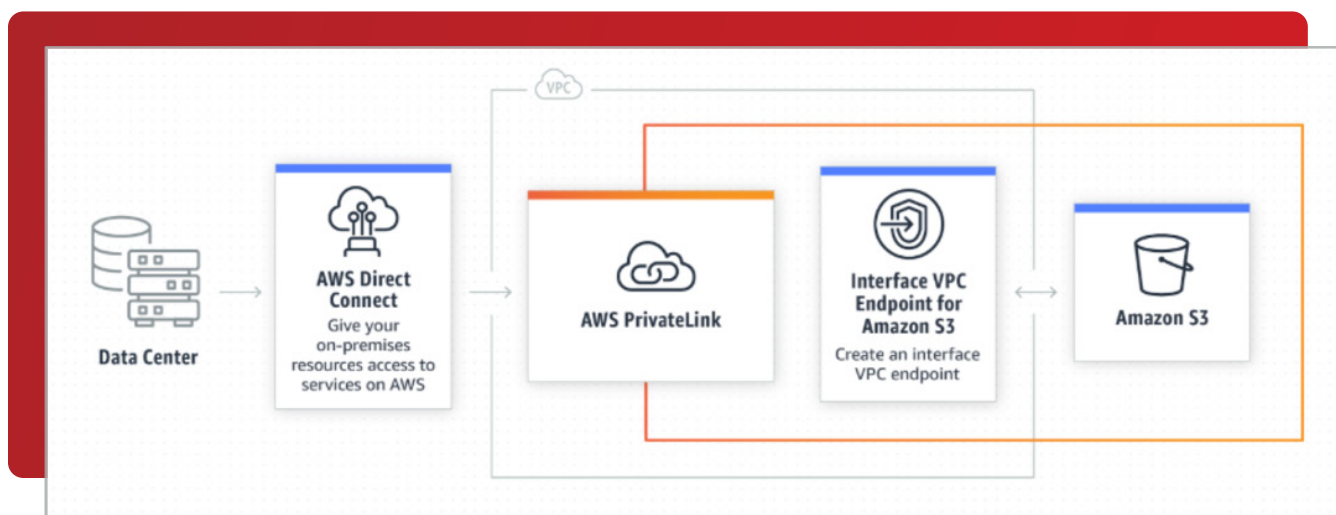 VPC
Data Center
AWS Direct
Connect
Give your
on-premises
resources access to
services on AWS
AWS PrivateLink
Interface VPC
Endpoint for
Amazon S3
Create an interface
VPC endpoint
Amazon S3